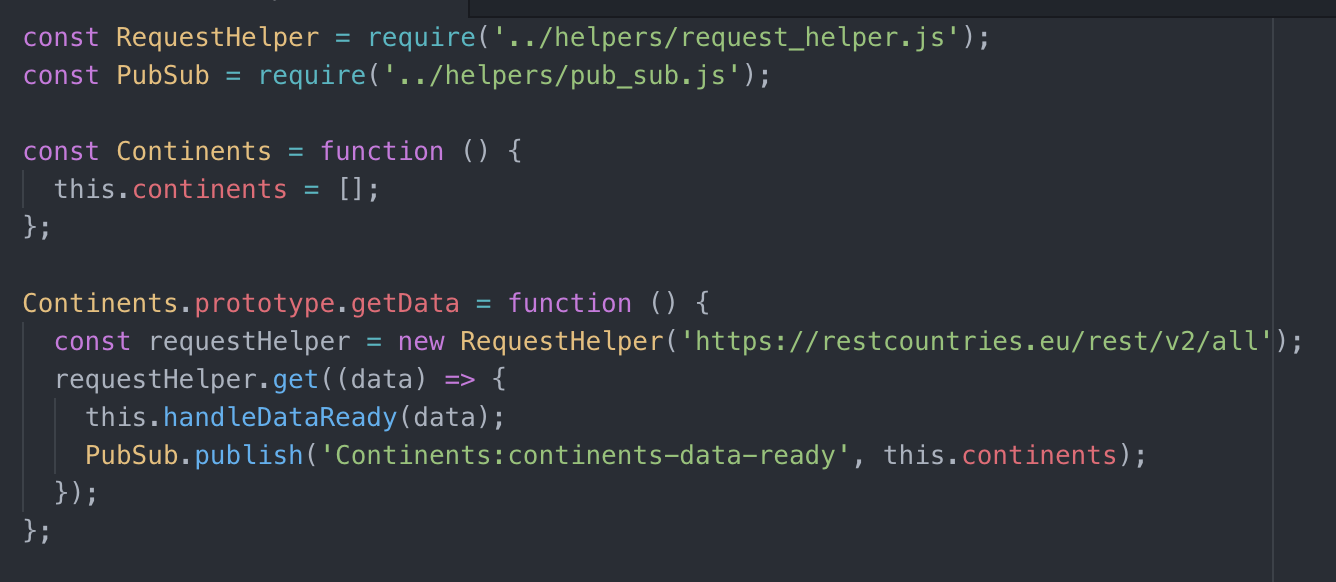 const RequestHelper = require('../helpers/request_helper.js');
const PubSub = require('../helpers/pub_sub.js');

const Continents = function () {
  this.continents = [];
};

Continents.prototype.getData = function () {
  const requestHelper = new RequestHelper('https://restcountries.eu/rest/v2/all');
  requestHelper.get((data) => {
    this.handleDataReady(data);
    PubSub.publish('Continents:continents-data-ready', this.continents);
  });
};